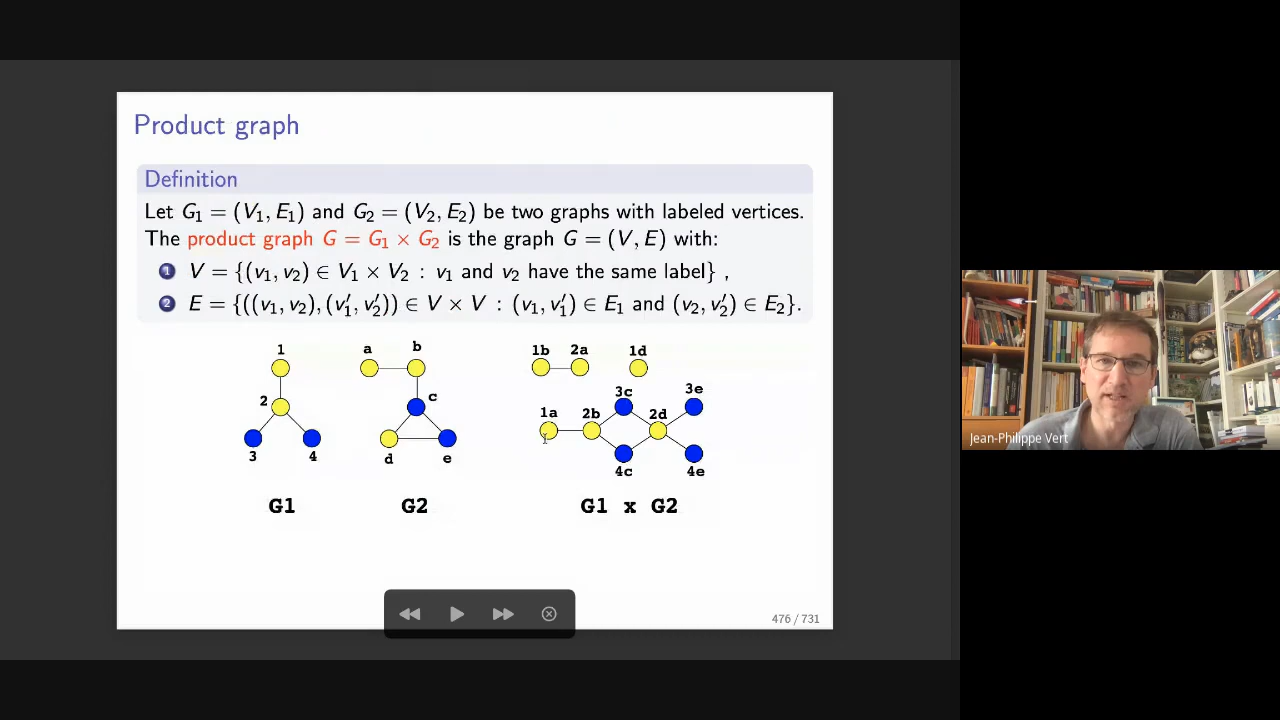 Product graph
Definition
Let G₁ = (V₁, E₁) and G₂ = (V₂, E₂) be two graphs with labeled vertices.
The product graph G = G₁ × G₂ is the graph G = (V, E) with:
1 V = {(v₁, v₂) ∈ V₁ × V₂ : v₁ and v₂ have the same label} ,
2 E = {((v₁, v₂), (v₁′, v₂′)) ∈ V × V : (v₁, v₁′) ∈ E₁ and (v₂, v₂′) ∈ E₂}.
1 a b 1b 2a 1d
2 c 3c 3e
1a 2b 2d
3 4 d e 4c 4e
G1 G2 G1 x G2
476 / 731
Jean-Philippe Vert